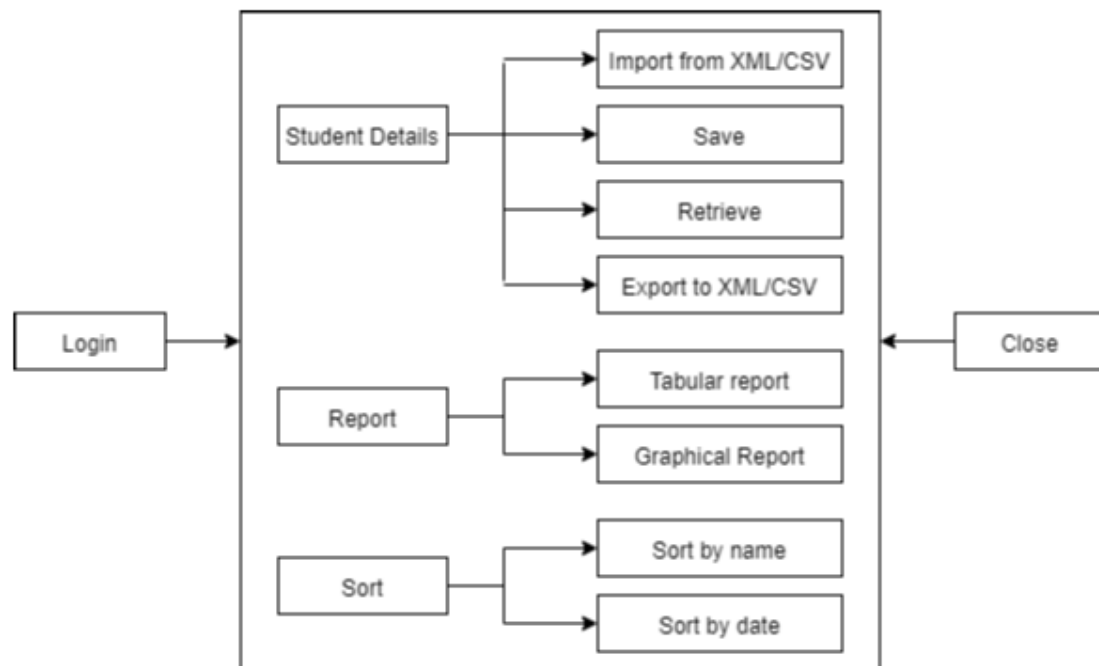 Import from XML/CSV
Student Details
Save
Retrieve
Export to XML/CSV
Login
Close
Tabular report
Report
Graphical Report
Sort by name
Sort
Sort by date